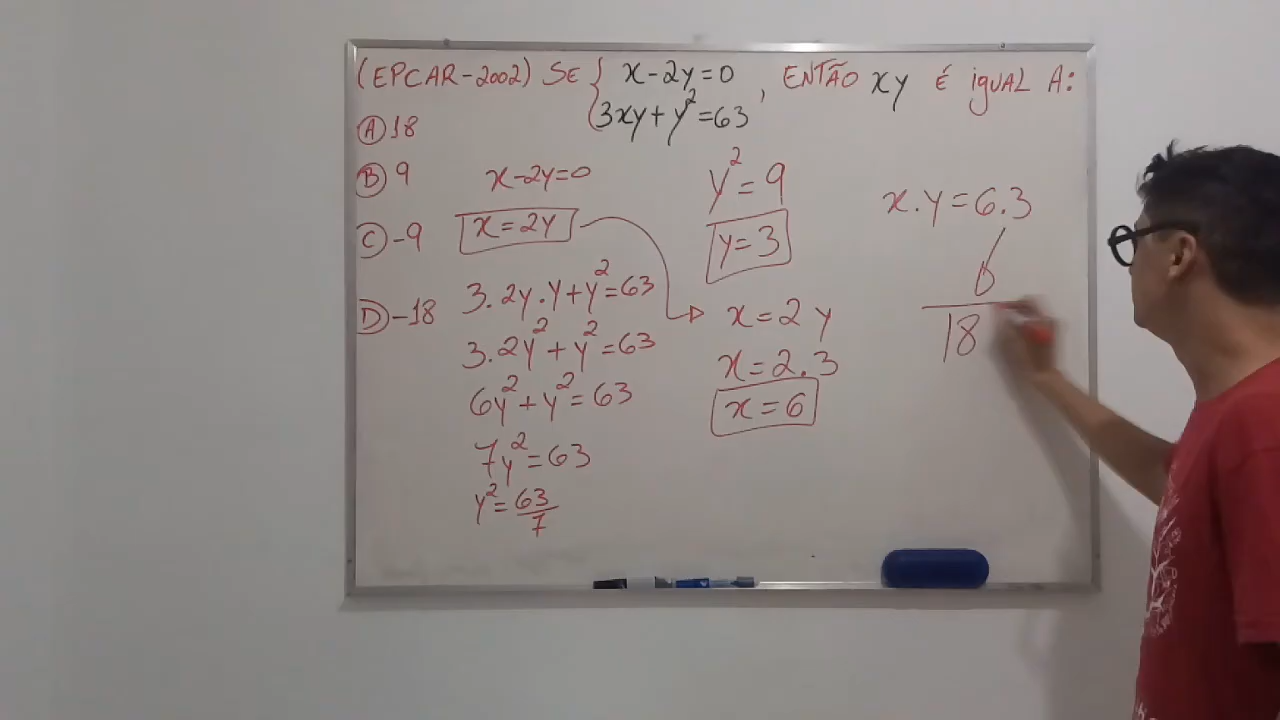 (EPCAR-2002) SE { x-2y=0 , ENTÃO xy É igUAL A:
3xy+y²=63
Ⓐ 18
Ⓑ 9
Ⓒ -9
Ⓓ -18
x-2y=0
x=2y
3.2y.y+y²=63
3.2y²+y²=63
6y²+y²=63
7y²=63
y²=63/7
y²=9
y=3
x=2y
x=2.3
x=6
x.y=6.3
18